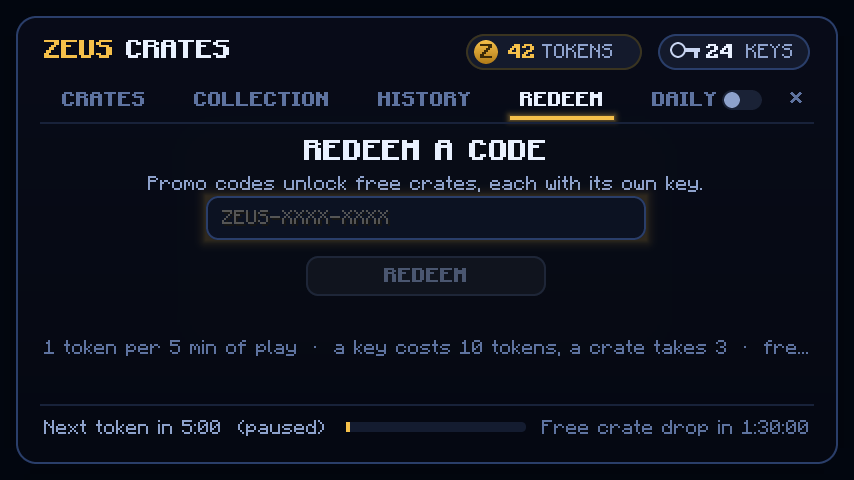 ZEUS CRATES
Z 42 TOKENS
24 KEYS
CRATES COLLECTION HISTORY REDEEM DAILY ×
REDEEM A CODE
Promo codes unlock free crates, each with its own key.
ZEUS-XXXX-XXXX
REDEEM
1 token per 5 min of play · a key costs 10 tokens, a crate takes 3 · fre...
Next token in 5:00 (paused)
Free crate drop in 1:30:00